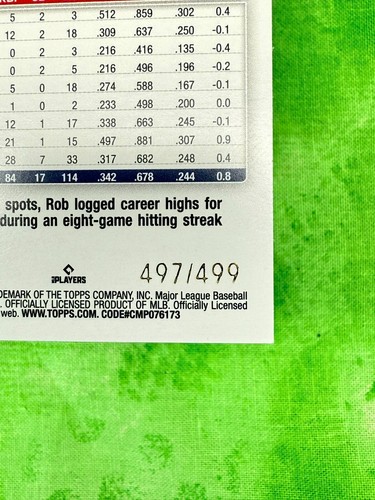 5 2 3 .512 .859 .302 0.4
12 2 18 .309 .637 .250 -0.1
0 2 3 .216 .416 .135 -0.4
0 2 5 .216 .496 .196 -0.2
5 0 18 .274 .588 .167 -0.1
1 0 2 .233 .498 .200 0.0
12 1 17 .338 .663 .245 -0.1
21 1 15 .497 .881 .307 0.9
28 7 33 .317 .682 .248 0.4
84 17 114 .342 .678 .244 0.8
spots, Rob logged career highs for
during an eight-game hitting streak
PLAYERS
497/499
DEMARK OF THE TOPPS COMPANY, INC. Major League Baseball
. OFFICIALLY LICENSED PRODUCT OF MLB. Officially Licensed
web. WWW.TOPPS.COM. CODE#CMP076173